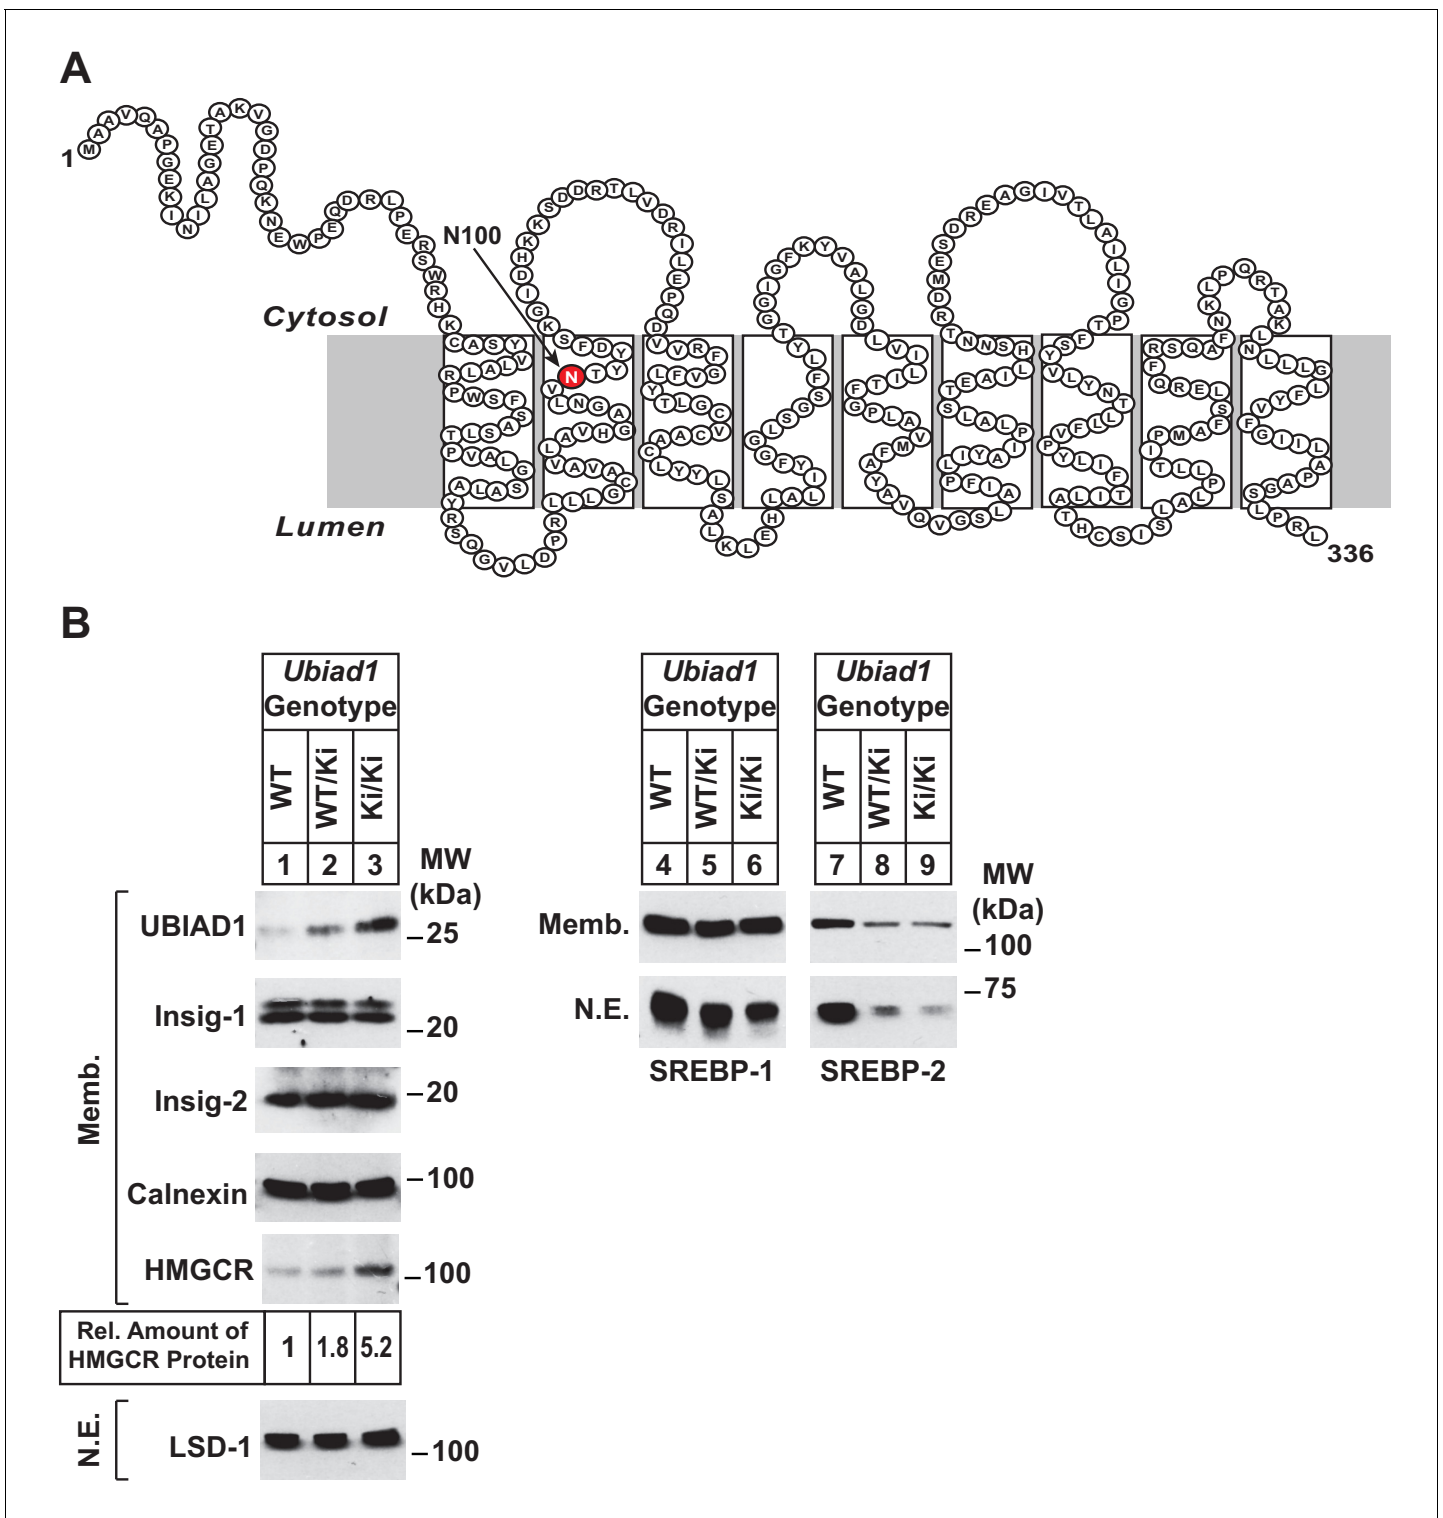 A
1
MAAVQAPGEKINILAGETAKVGDPQKNEWPEQDRLPERSWRHKCASYVLALRPWSFSASLTPVALGSALAYRSQGVLDPRLLLGCAVAVLAVHGAGNLVNTYYDFSKGIDHKKSDDRTLVDRILEPQDVVRFGVFLYTLGCVCAACLYYLSALKLEHLALIYFGGLSGSFLYTGGIGFKYVALGDLVILITFGPLAVMFAYAVQVGSLAIFPLIYAIPLALSTEAILHSNNTRDMESDREAGIVTLAILIGPTFSYVLYNTLLFVPYLIFTILATHCSISLALPLLTIPMAFSLERQFRSQAFNKLPQRTAKLNLLLGLFYVFGIILAPAGSLPRL
N100
Cytosol
Lumen
336
B
Ubiad1
Genotype
WT
WT/Ki
Ki/Ki
1 2 3
MW
(kDa)
Memb.
UBIAD1
–25
Insig-1
–20
Insig-2
–20
Calnexin
–100
HMGCR
–100
Rel. Amount of
HMGCR Protein
1 1.8 5.2
N.E.
LSD-1
–100
Ubiad1
Genotype
WT
WT/Ki
Ki/Ki
4 5 6
Ubiad1
Genotype
WT
WT/Ki
Ki/Ki
7 8 9
MW
(kDa)
Memb.
–100
–75
N.E.
SREBP-1
SREBP-2